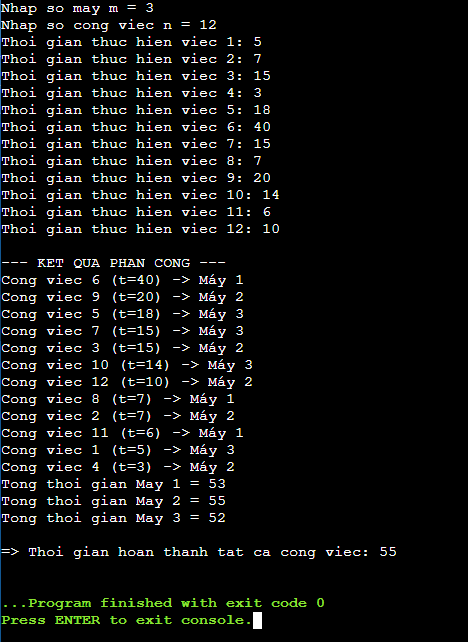 Nhap so may m = 3
Nhap so cong viec n = 12
Thoi gian thuc hien viec 1: 5
Thoi gian thuc hien viec 2: 7
Thoi gian thuc hien viec 3: 15
Thoi gian thuc hien viec 4: 3
Thoi gian thuc hien viec 5: 18
Thoi gian thuc hien viec 6: 40
Thoi gian thuc hien viec 7: 15
Thoi gian thuc hien viec 8: 7
Thoi gian thuc hien viec 9: 20
Thoi gian thuc hien viec 10: 14
Thoi gian thuc hien viec 11: 6
Thoi gian thuc hien viec 12: 10
--- KET QUA PHAN CONG ---
Cong viec 6 (t=40) -> Máy 1
Cong viec 9 (t=20) -> Máy 2
Cong viec 5 (t=18) -> Máy 3
Cong viec 7 (t=15) -> Máy 3
Cong viec 3 (t=15) -> Máy 2
Cong viec 10 (t=14) -> Máy 3
Cong viec 12 (t=10) -> Máy 2
Cong viec 8 (t=7) -> Máy 1
Cong viec 2 (t=7) -> Máy 2
Cong viec 11 (t=6) -> Máy 1
Cong viec 1 (t=5) -> Máy 3
Cong viec 4 (t=3) -> Máy 2
Tong thoi gian May 1 = 53
Tong thoi gian May 2 = 55
Tong thoi gian May 3 = 52
=> Thoi gian hoan thanh tat ca cong viec: 55
...Program finished with exit code 0
Press ENTER to exit console.